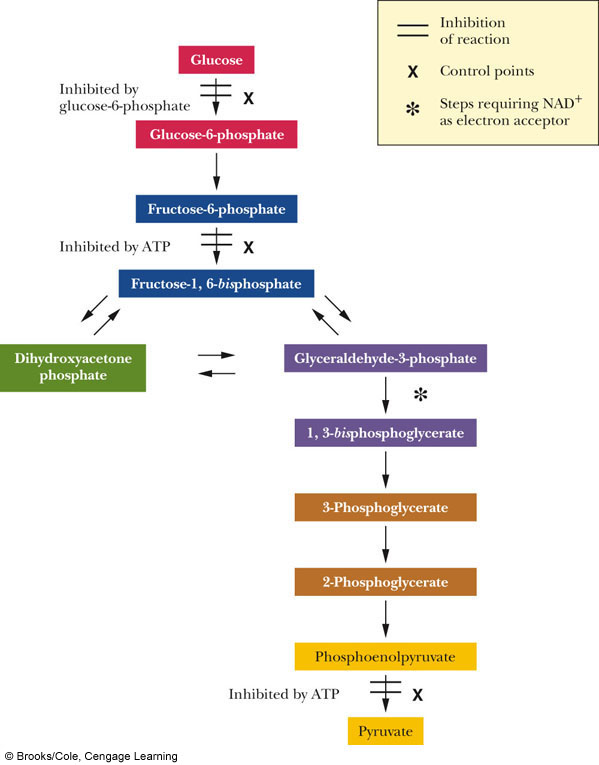 Inhibition
of reaction
X Control points
* Steps requiring NAD+
as electron acceptor
Glucose
Inhibited by
glucose-6-phosphate
X
Glucose-6-phosphate
Fructose-6-phosphate
Inhibited by ATP
X
Fructose-1, 6-bisphosphate
Dihydroxyacetone
phosphate
Glyceraldehyde-3-phosphate
*
1, 3-bisphosphoglycerate
3-Phosphoglycerate
2-Phosphoglycerate
Phosphoenolpyruvate
Inhibited by ATP
X
Pyruvate
© Brooks/Cole, Cengage Learning